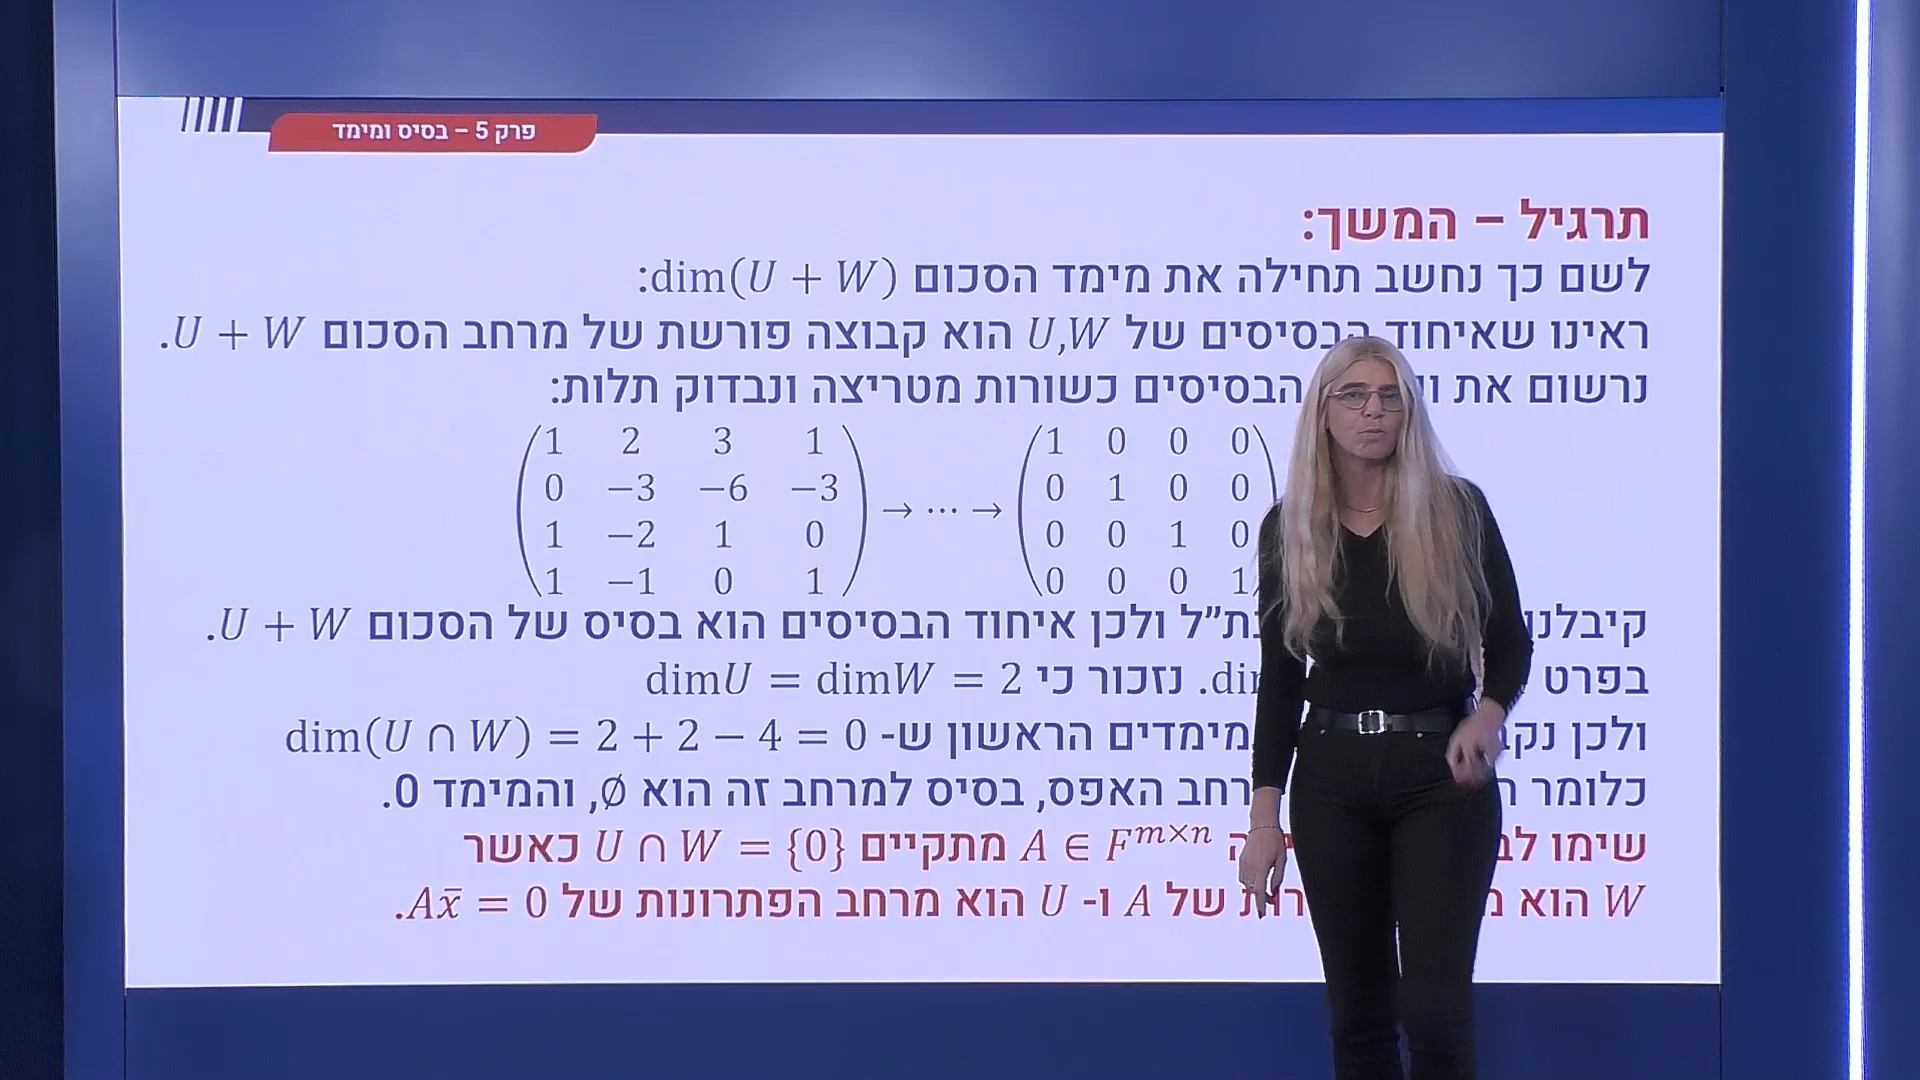 פרק 5 – בסיס ומימד
תרגיל – המשך:
לשם כך נחשב תחילה את מימד הסכום dim(U + W):
ראינו שאיחוד הבסיסים של U,W הוא קבוצה פורשת של מרחב הסכום U + W.
נרשום את הבסיסים כשורות מטריצה ונבדוק תלות:
1 2 3 1 → ⋯ → 1 0 0 0
0 −3 −6 −3 0 1 0 0
1 −2 1 0 0 0 1 0
1 −1 0 1 0 0 0 1
קיבלנו בת״ל ולכן איחוד הבסיסים הוא בסיס של הסכום U + W.
בפרט נזכור כי dimU = dimW = 2
ולכן הראשון ש- dim(U ∩ W) = 2 + 2 − 4 = 0
כלומר האפס, בסיס למרחב זה הוא ∅, והמימד 0.
שימו A ∈ F^{m×n} מתקיים U ∩ W = {0} כאשר
W הוא של A ו- U הוא מרחב הפתרונות של Ax̄ = 0.